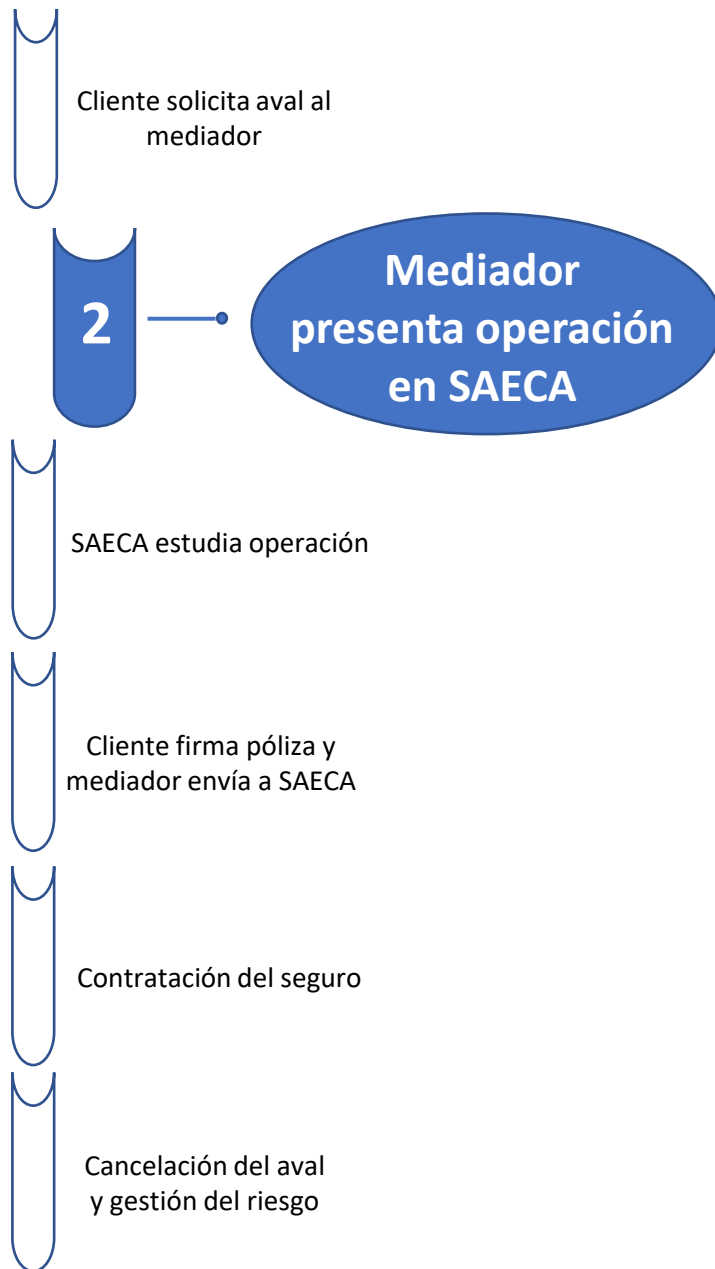 Cliente solicita aval al
mediador
2
Mediador
presenta operación
en SAECA
SAECA estudia operación
Cliente firma póliza y
mediador envía a SAECA
Contratación del seguro
Cancelación del aval
y gestión del riesgo